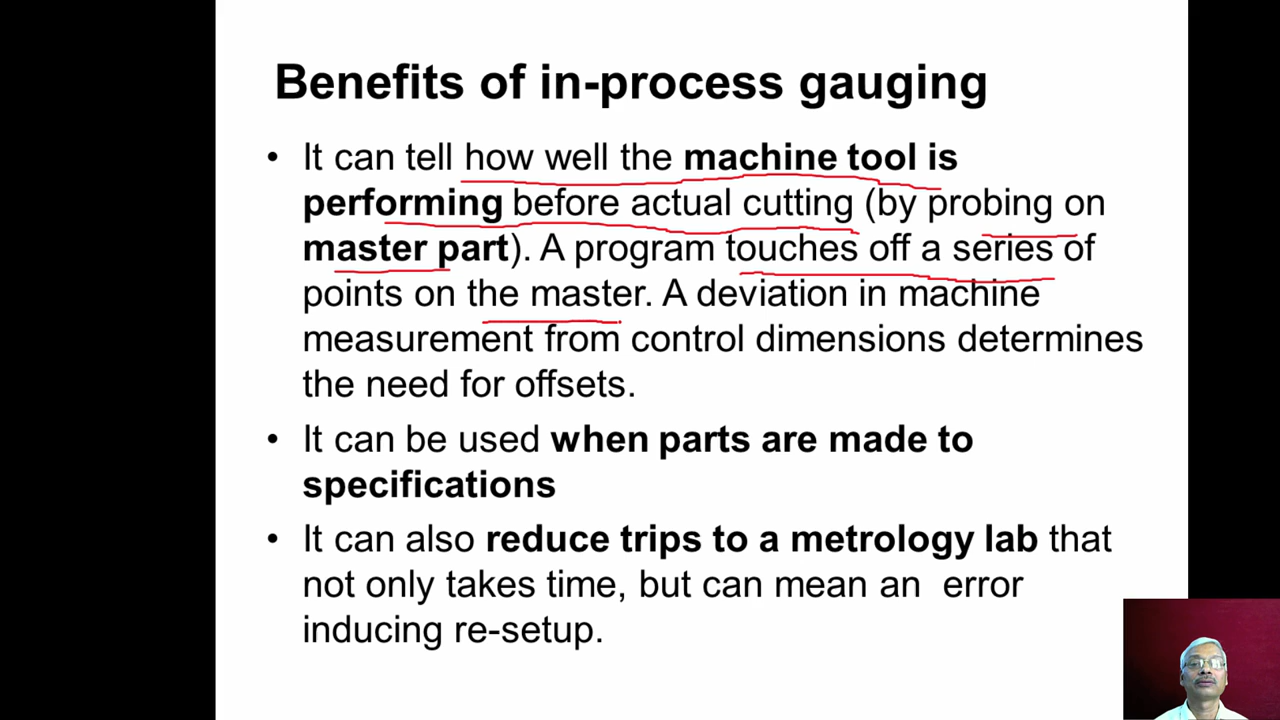 Benefits of in-process gauging
• It can tell how well the machine tool is
performing before actual cutting (by probing on
master part). A program touches off a series of
points on the master. A deviation in machine
measurement from control dimensions determines
the need for offsets.
• It can be used when parts are made to
specifications
• It can also reduce trips to a metrology lab that
not only takes time, but can mean an error
inducing re-setup.